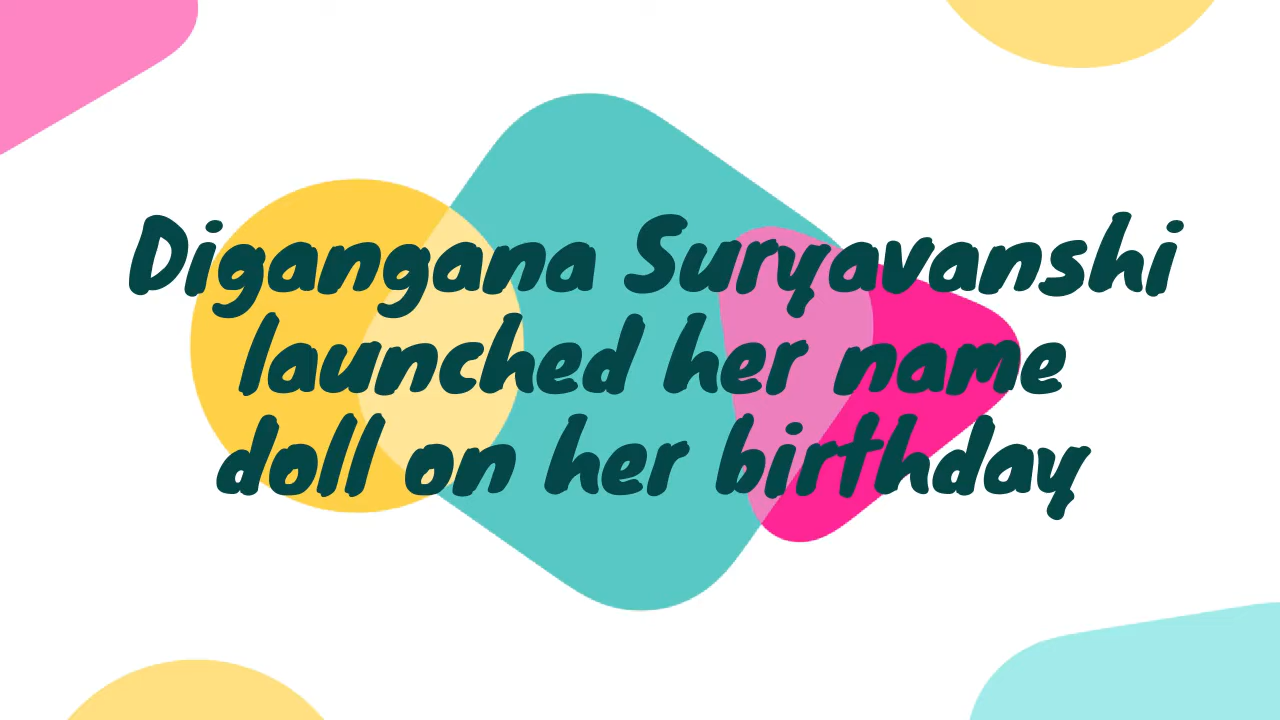 Digangana Suryavanshi
launched her name
doll on her birthday